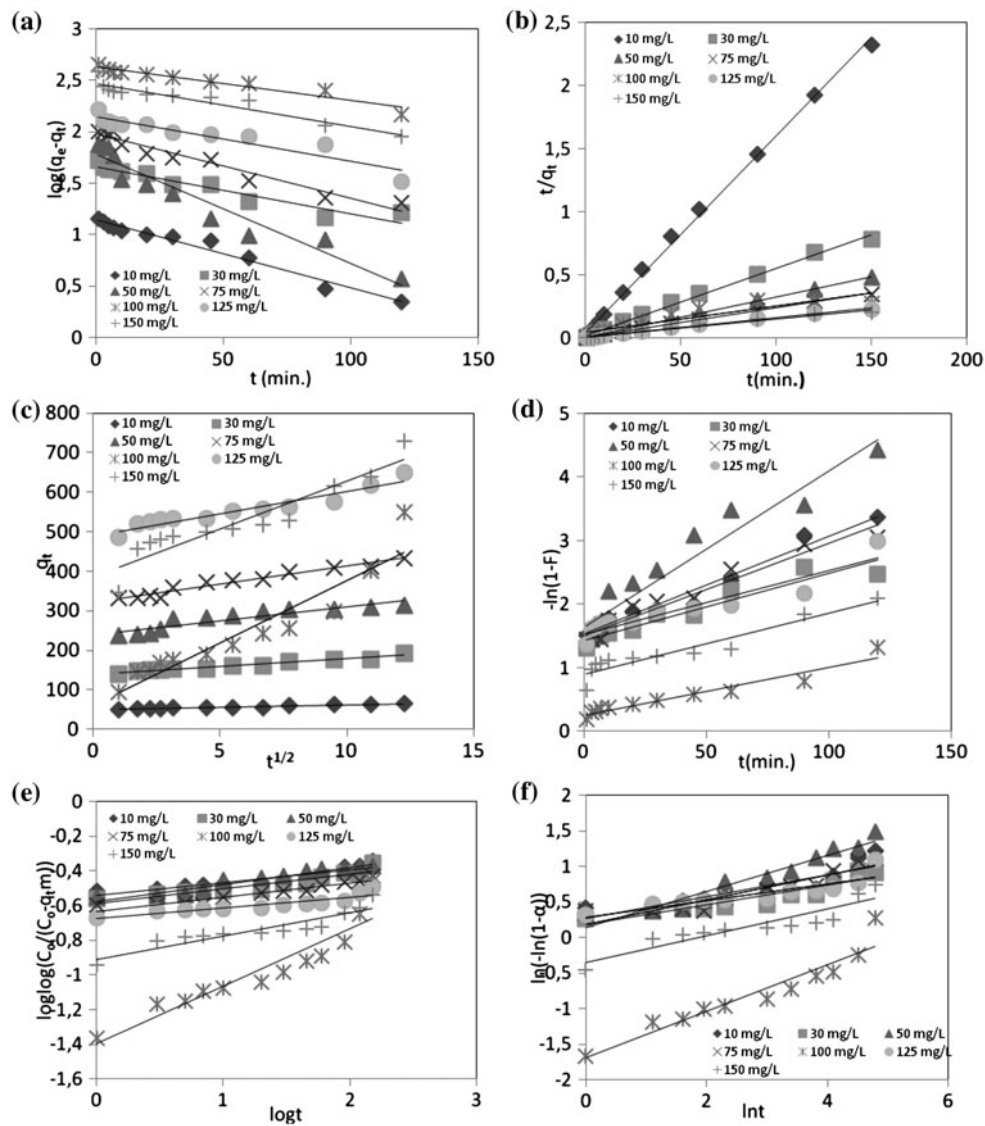 (a)
3
2,5
2
1,5
1
0,5
0
log(qe-qt)
10 mg/L
30 mg/L
50 mg/L
75 mg/L
100 mg/L
125 mg/L
150 mg/L
0
50
100
150
t (min.)
(b)
2,5
2
1,5
1
0,5
0
t/qt
10 mg/L
30 mg/L
50 mg/L
75 mg/L
100 mg/L
125 mg/L
150 mg/L
0
50
100
150
200
t(min.)
(c)
800
700
600
500
400
300
200
100
0
qt
10 mg/L
30 mg/L
50 mg/L
75 mg/L
100 mg/L
125 mg/L
150 mg/L
0
5
10
15
t1/2
(d)
5
4
3
2
1
0
-ln(1-F)
10 mg/L
30 mg/L
50 mg/L
75 mg/L
100 mg/L
125 mg/L
150 mg/L
0
50
100
150
t(min.)
(e)
0
-0,2
-0,4
-0,6
-0,8
-1
-1,2
-1,4
-1,6
loglog(Co/(Co-qtm)
10 mg/L
30 mg/L
50 mg/L
75 mg/L
100 mg/L
125 mg/L
150 mg/L
0
1
2
3
logt
(f)
2
1,5
1
0,5
0
-0,5
-1
-1,5
-2
ln(-ln(1-α))
10 mg/L
30 mg/L
50 mg/L
75 mg/L
100 mg/L
125 mg/L
150 mg/L
0
2
4
6
lnt